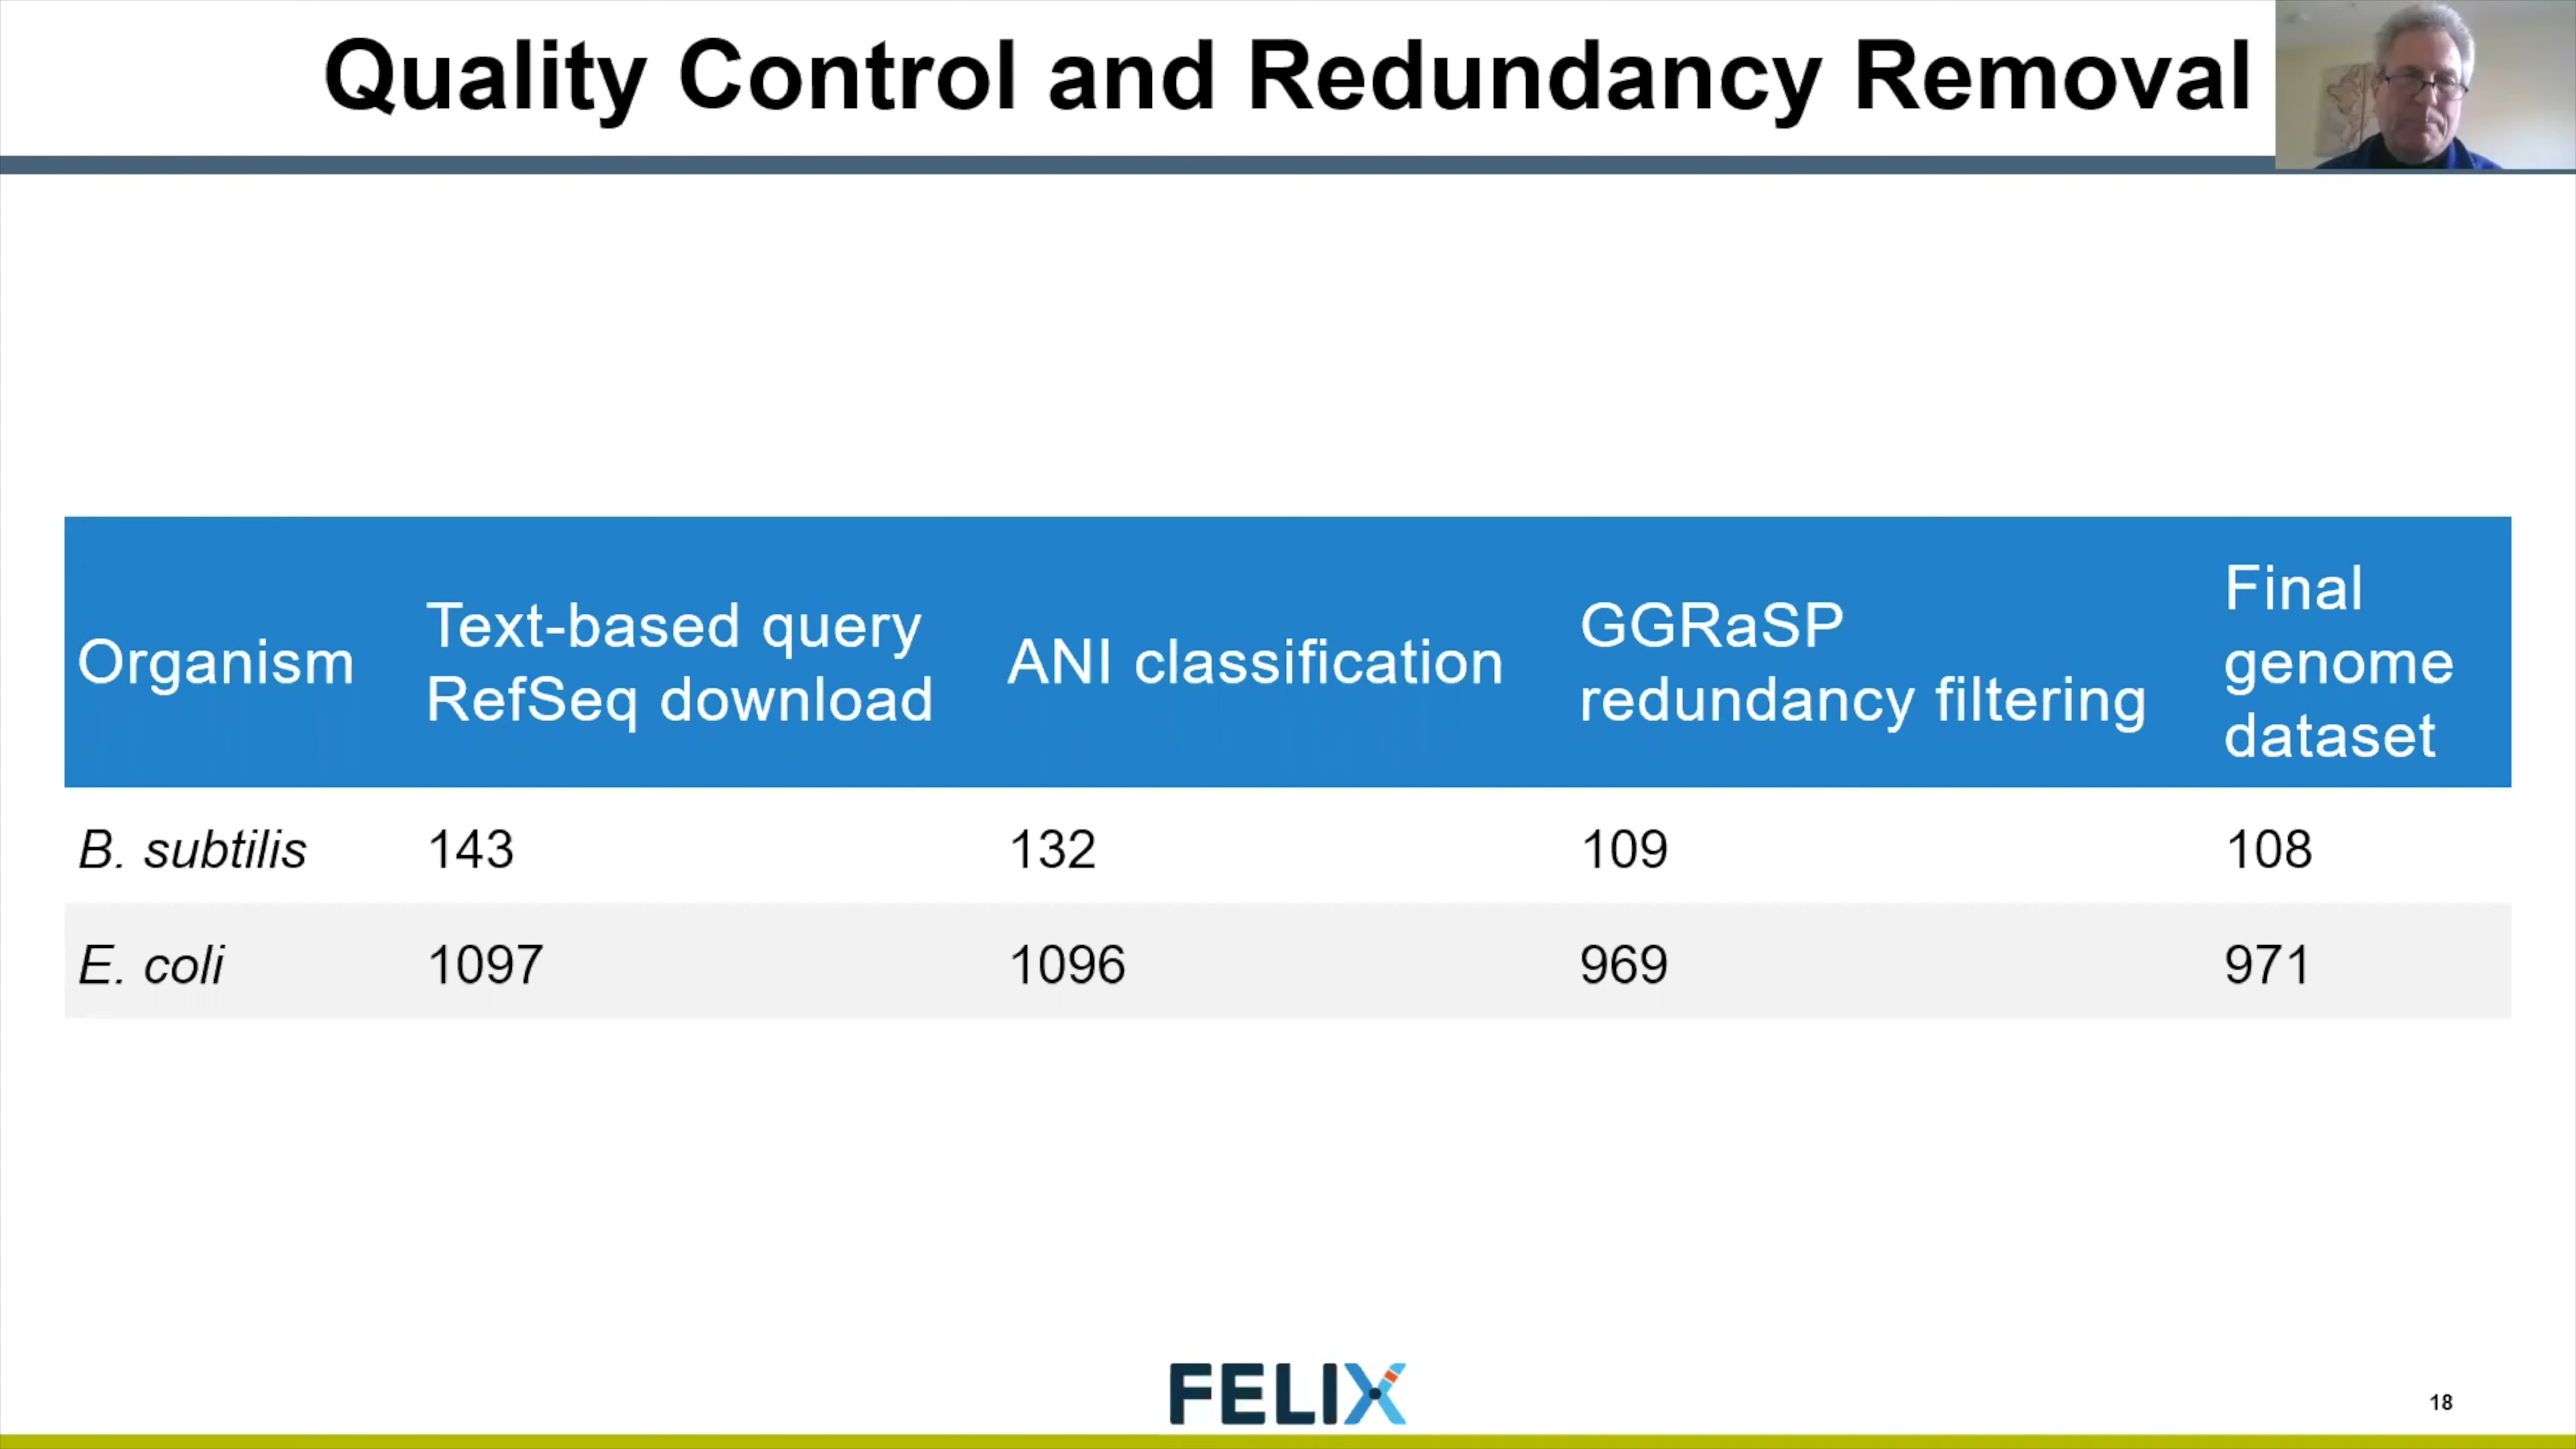 Quality Control and Redundancy Removal
Organism
Text-based query
RefSeq download
ANI classification
GGRaSP
redundancy filtering
Final
genome
dataset
B. subtilis 143 132 109 108
E. coli 1097 1096 969 971
FELIX
18